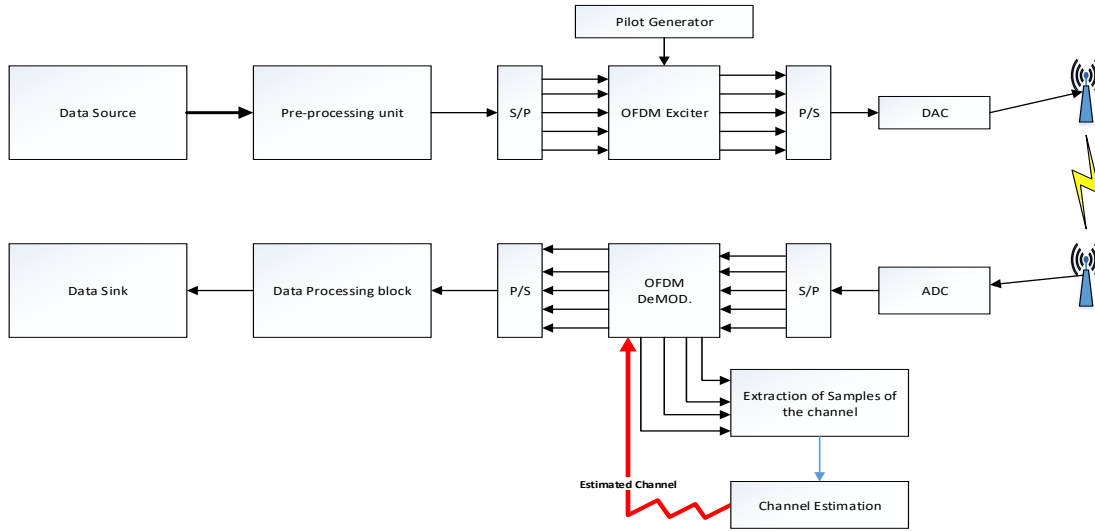 Pilot Generator
Data Source
Pre-processing unit
S/P
OFDM Exciter
P/S
DAC
Data Sink
Data Processing block
P/S
OFDM
DeMOD.
S/P
ADC
Extraction of Samples of
the channel
Estimated Channel
Channel Estimation